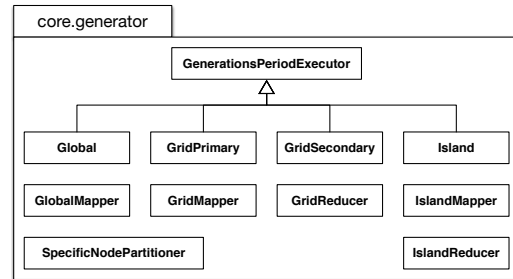 core.generator
GenerationsPeriodExecutor
Global GridPrimary GridSecondary Island
GlobalMapper GridMapper GridReducer IslandMapper
SpecificNodePartitioner IslandReducer